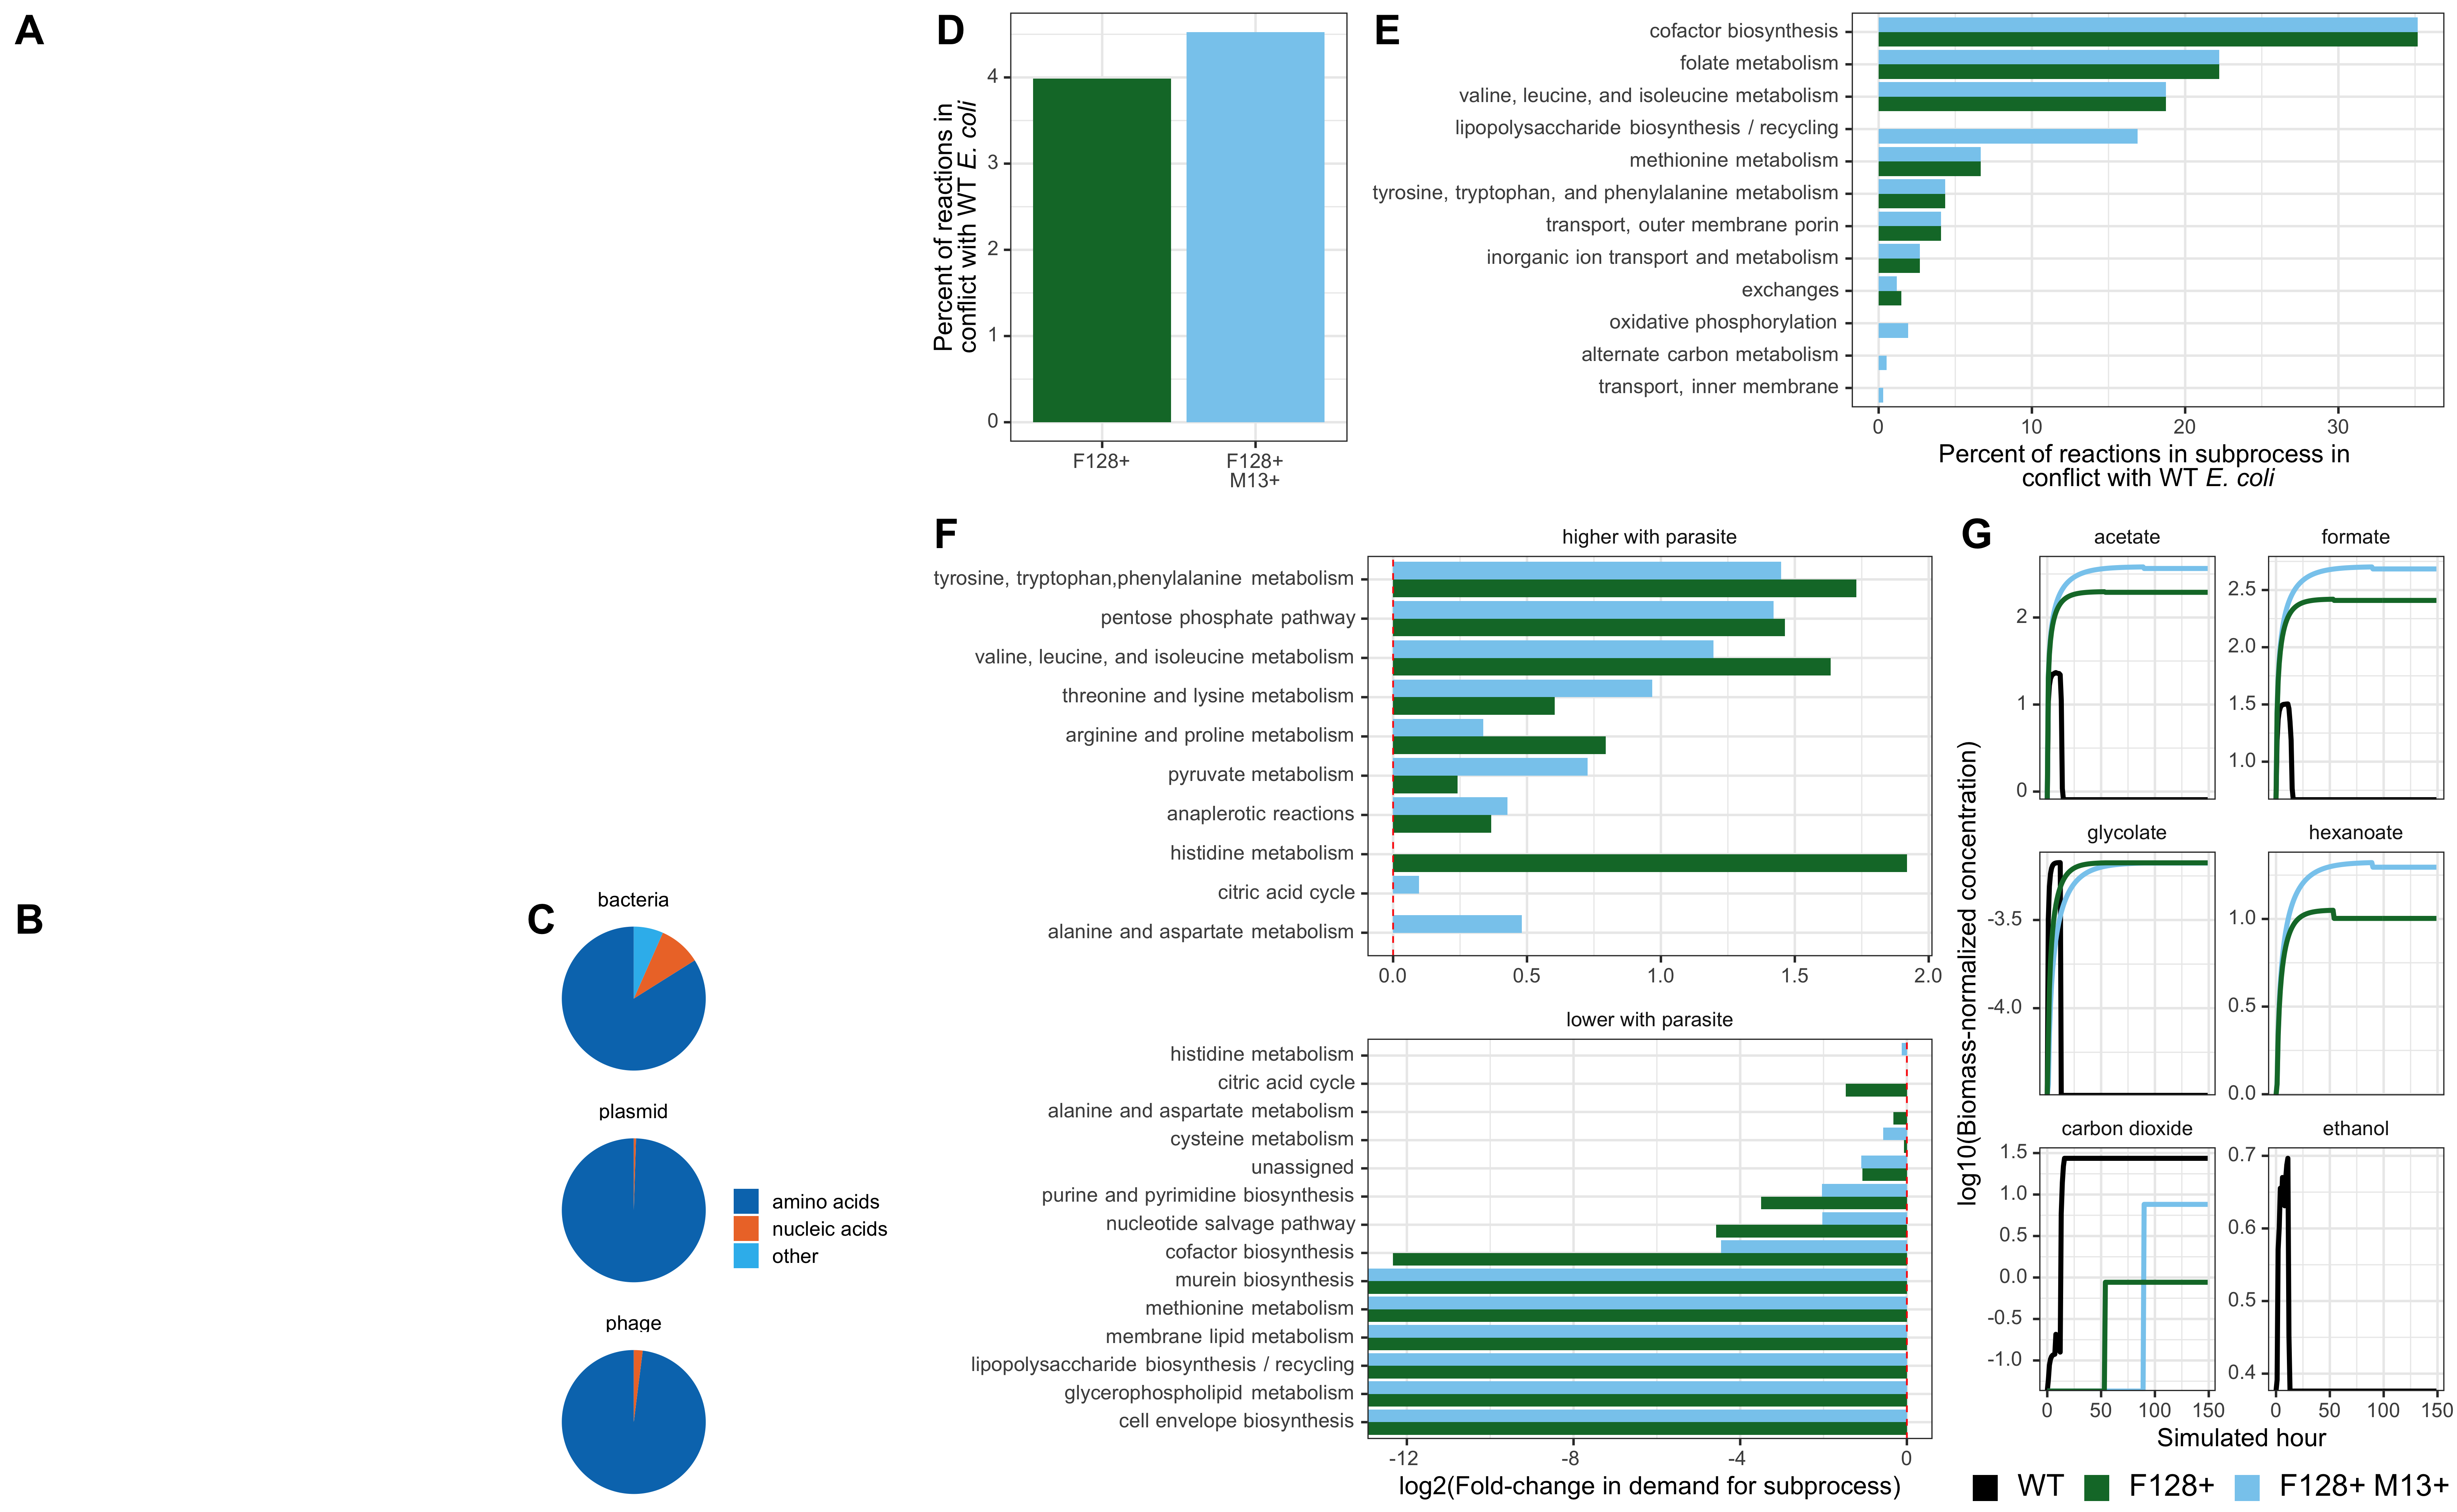 A
B
C
bacteria
plasmid
phage
amino acids
nucleic acids
other
D
Percent of reactions in
conflict with WT E. coli
4
3
2
1
0
F128+
F128+
M13+
E
cofactor biosynthesis
folate metabolism
valine, leucine, and isoleucine metabolism
lipopolysaccharide biosynthesis / recycling
methionine metabolism
tyrosine, tryptophan, and phenylalanine metabolism
transport, outer membrane porin
inorganic ion transport and metabolism
exchanges
oxidative phosphorylation
alternate carbon metabolism
transport, inner membrane
0 10 20 30
Percent of reactions in subprocess in
conflict with WT E. coli
F
higher with parasite
tyrosine, tryptophan,phenylalanine metabolism
pentose phosphate pathway
valine, leucine, and isoleucine metabolism
threonine and lysine metabolism
arginine and proline metabolism
pyruvate metabolism
anaplerotic reactions
histidine metabolism
citric acid cycle
alanine and aspartate metabolism
0.0 0.5 1.0 1.5 2.0
lower with parasite
histidine metabolism
citric acid cycle
alanine and aspartate metabolism
cysteine metabolism
unassigned
purine and pyrimidine biosynthesis
nucleotide salvage pathway
cofactor biosynthesis
murein biosynthesis
methionine metabolism
membrane lipid metabolism
lipopolysaccharide biosynthesis / recycling
glycerophospholipid metabolism
cell envelope biosynthesis
-12 -8 -4 0
log2(Fold-change in demand for subprocess)
G
log10(Biomass-normalized concentration)
acetate
2
1
0
formate
2.5
2.0
1.5
1.0
glycolate
-3.5
-4.0
hexanoate
1.0
0.5
0.0
carbon dioxide
1.5
1.0
0.5
0.0
-0.5
-1.0
0 50 100 150
ethanol
0.7
0.6
0.5
0.4
0 50 100 150
Simulated hour
WT F128+ F128+ M13+